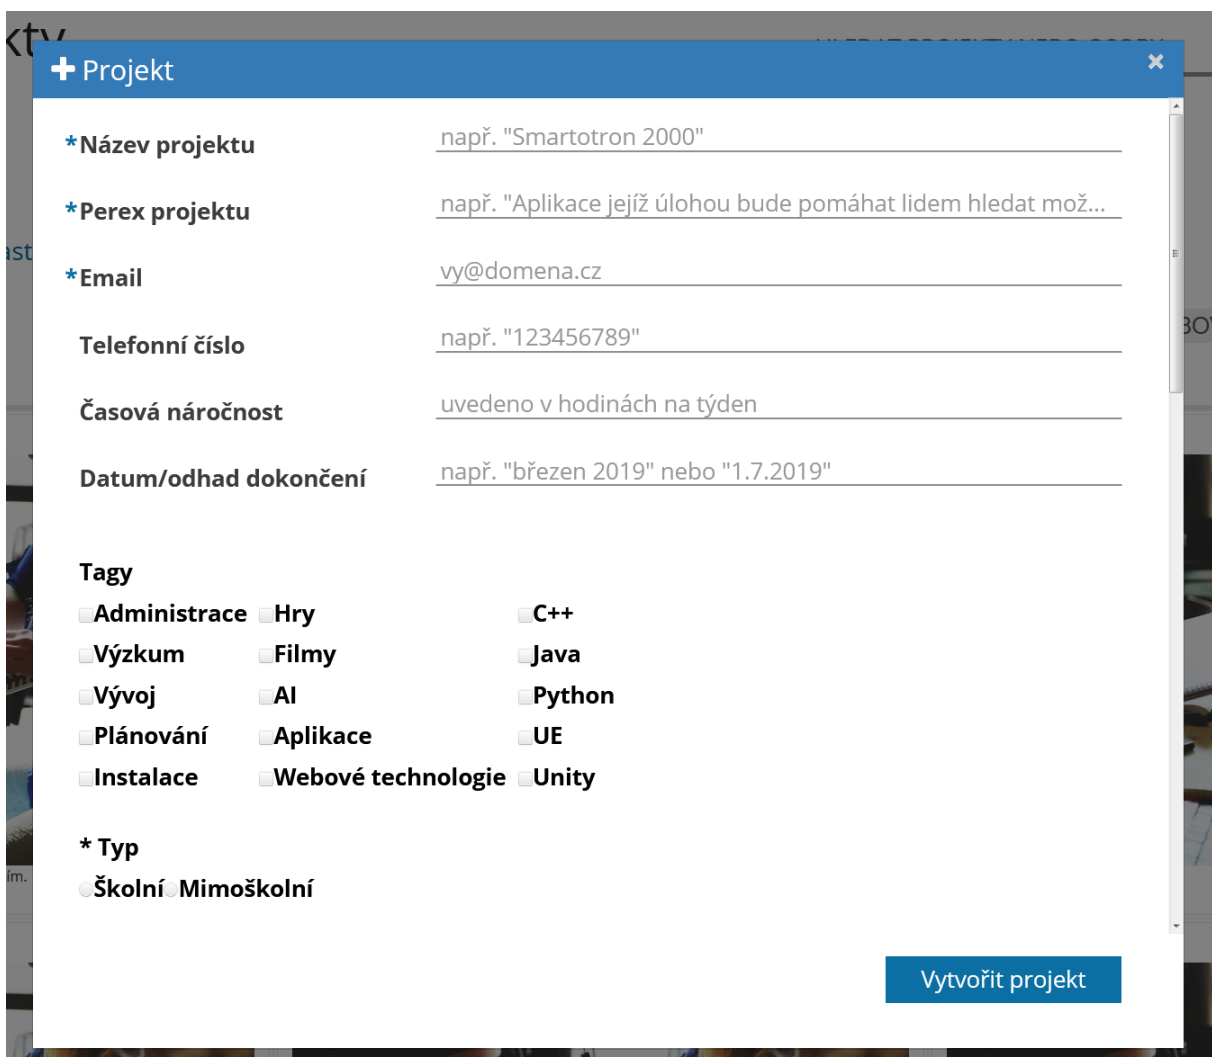 kty
Projekt
×
*Název projektu
např. "Smartotron 2000"
*Perex projektu
např. "Aplikace jejíž úlohou bude pomáhat lidem hledat mož...
*Email
vy@domena.cz
Telefonní číslo
např. "123456789"
Časová náročnost
uvedeno v hodinách na týden
Datum/odhad dokončení
např. "březen 2019" nebo "1.7.2019"
Tagy
Administrace Hry C++
Výzkum Filmy Java
Vývoj AI Python
Plánování Aplikace UE
Instalace Webové technologie Unity
* Typ
Školní Mimoškolní
ím.
Vytvořit projekt